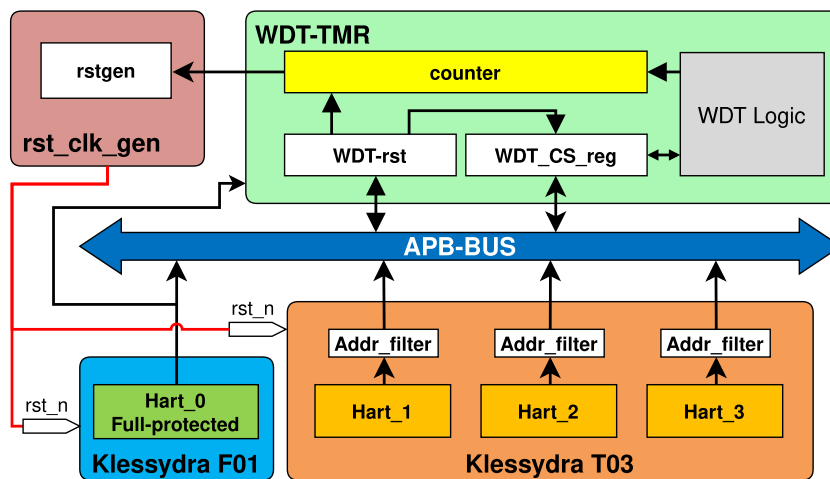 WDT-TMR
rstgen
counter
rst_clk_gen
WDT-rst
WDT_CS_reg
WDT Logic
APB-BUS
rst_n
Addr_filter
Addr_filter
Addr_filter
rst_n
Hart_0
Full-protected
Hart_1
Hart_2
Hart_3
Klessydra F01
Klessydra T03